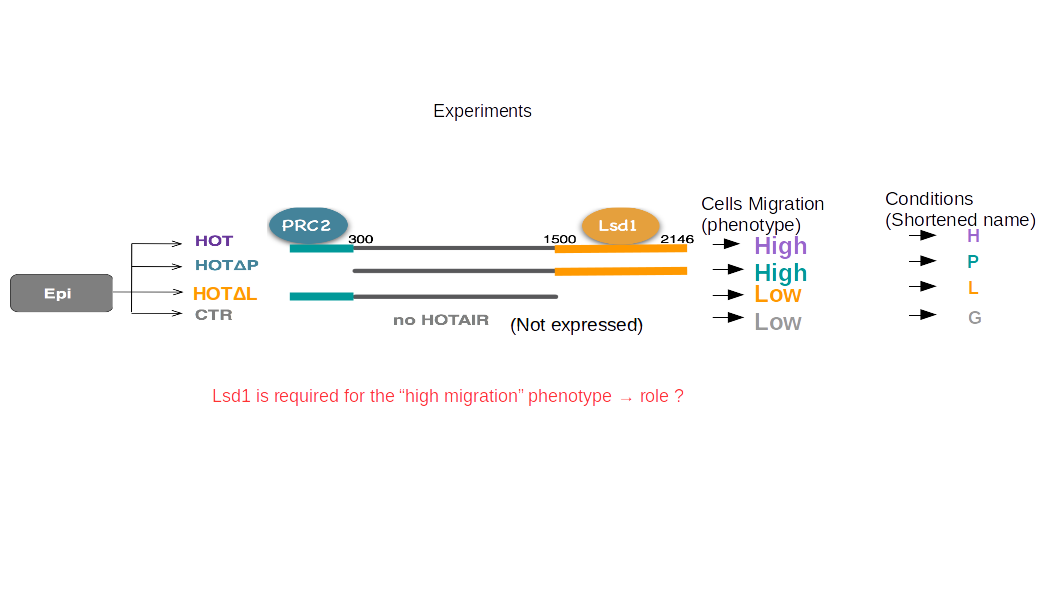 Experiments
Cells Migration
(phenotype)
Conditions
(Shortened name)
PRC2
Lsd1
300
1500
2146
Epi
HOT
High
H
HOTΔP
High
P
HOTΔL
Low
L
CTR
no HOTAIR
(Not expressed)
Low
G
Lsd1 is required for the “high migration” phenotype → role ?